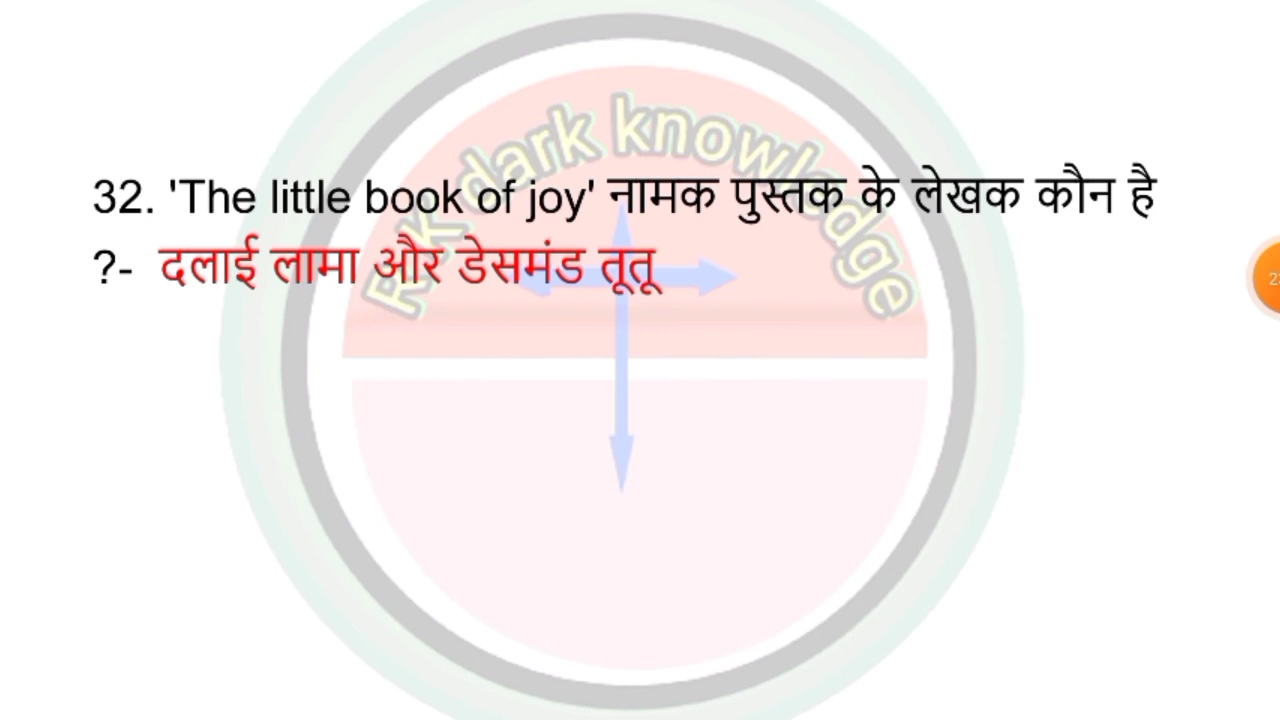 R.K dark knowledge
32. 'The little book of joy' नामक पुस्तक के लेखक कौन है
?- दलाई लामा और डेसमंड तूतू